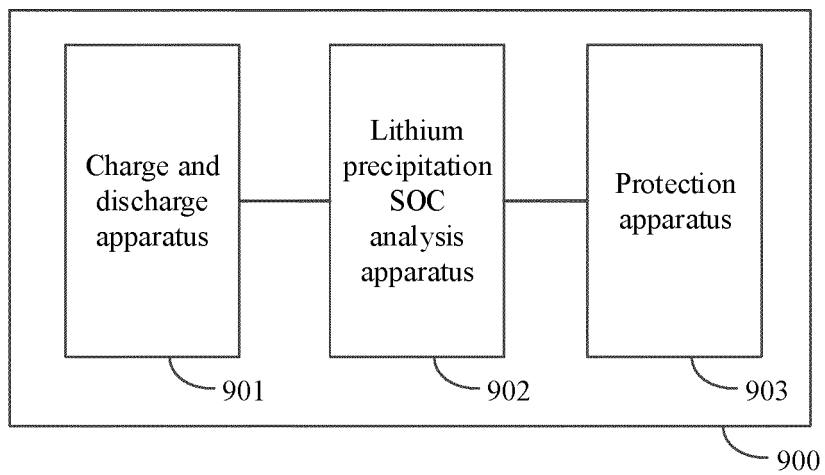 Charge and
discharge
apparatus
Lithium
precipitation
SOC
analysis
apparatus
Protection
apparatus
901
902
903
900